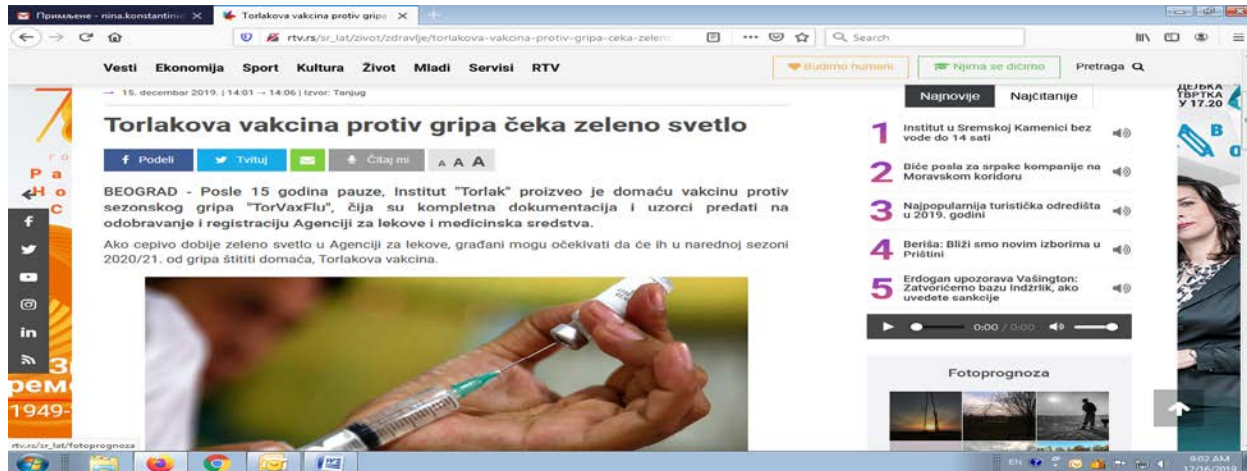 Примљене - nina.konstantino
Torlakova vakcina protiv gripa
rtv.rs/sr_lat/zivot/zdravlje/torlakova-vakcina-protiv-gripa-ceka-zelen
Search
Vesti Ekonomija Sport Kultura Život Mladi Servisi RTV
Budimo humani
Njima se dičimo
Pretraga
15. decembar 2019. | 14:01 → 14:06 | Izvor: Tanjug
Torlakova vakcina protiv gripa čeka zeleno svetlo
Podeli
Tvituj
Čitaj mi
A A A
BEOGRAD - Posle 15 godina pauze, Institut "Torlak" proizveo je domaću vakcinu protiv
sezonskog gripa "TorVaxFlu", čija su kompletna dokumentacija i uzorci predati na
odobravanje i registraciju Agenciji za lekove i medicinska sredstva.
Ako cepivo dobije zeleno svetlo u Agenciji za lekove, građani mogu očekivati da će ih u narednoj sezoni
2020/21. od gripa štititi domaća, Torlakova vakcina.
Najnovije Najčitanije
1 Institut u Sremskoj Kamenici bez
vode do 14 sati
2 Biće posla za srpske kompanije na
Moravskom koridoru
3 Najpopularnija turistička odredišta
u 2019. godini
4 Beriša: Bliži smo novim izborima u
Prištini
5 Erdogan upozorava Vašington:
Zatvorićemo bazu Indžrlik, ako
uvedete sankcije
0:00 / 0:00
Fotoprognoza
ТВРТКА
У 17.20
1949-
rtv.rs/sr_lat/fotoprognoza
EN
9:02 AM
12/16/2019